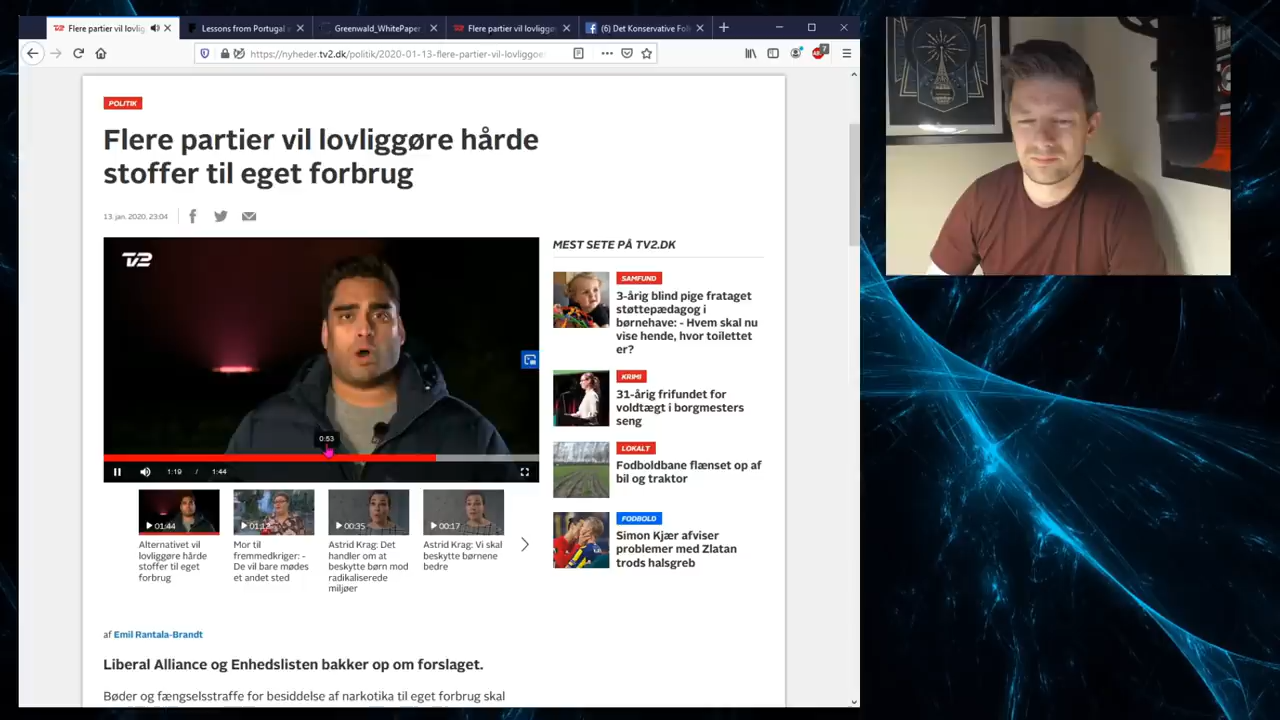 Flere partier vil lovligg
Lessons from Portugal e
Greenwald_WhitePaper
Flere partier vil lovliggø
(6) Det Konservative Fol
https://nyheder.tv2.dk/politik/2020-01-13-flere-partier-vil-lovliggoe
POLITIK
Flere partier vil lovliggøre hårde
stoffer til eget forbrug
13. jan. 2020, 23:04
TV2
0:53
1:19 / 1:44
01:44
00:35
00:17
Alternativet vil
lovliggøre hårde
stoffer til eget
forbrug
Mor til
fremmedkriger: -
De vil bare mødes
et andet sted
Astrid Krag: Det
handler om at
beskytte børn mod
radikaliserede
miljøer
Astrid Krag: Vi skal
beskytte børnene
bedre
MEST SETE PÅ TV2.DK
SAMFUND
3-årig blind pige frataget
støttepædagog i
børnehave: - Hvem skal nu
vise hende, hvor toilettet
er?
KRIMI
31-årig frifundet for
voldtægt i borgmesters
seng
LOKALT
Fodboldbane flænset op af
bil og traktor
FODBOLD
Simon Kjær afviser
problemer med Zlatan
trods halsgreb
af Emil Rantala-Brandt
Liberal Alliance og Enhedslisten bakker op om forslaget.
Bøder og fængselsstraffe for besiddelse af narkotika til eget forbrug skal